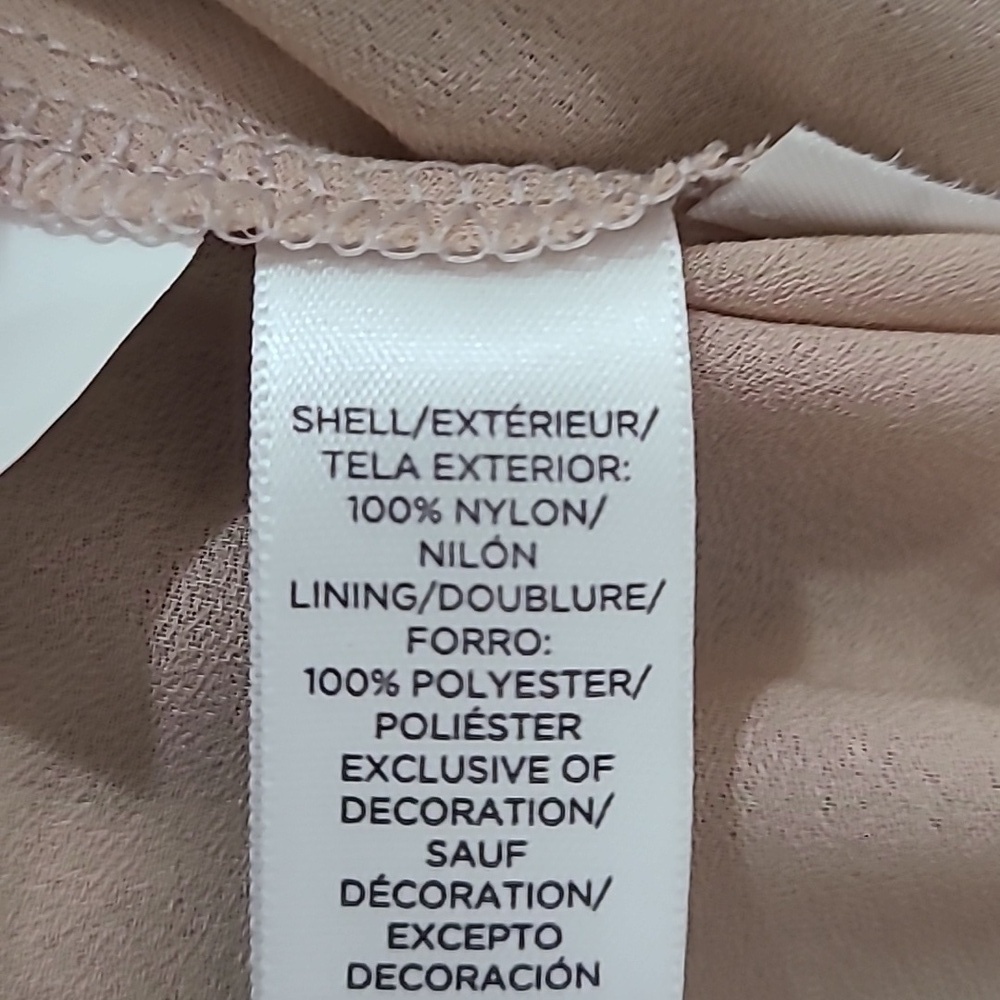 SHELL/EXTÉRIEUR/
TELA EXTERIOR:
100% NYLON/
NILÓN
LINING/DOUBLURE/
FORRO:
100% POLYESTER/
POLIÉSTER
EXCLUSIVE OF
DECORATION/
SAUF
DÉCORATION/
EXCEPTO
DECORACIÓN